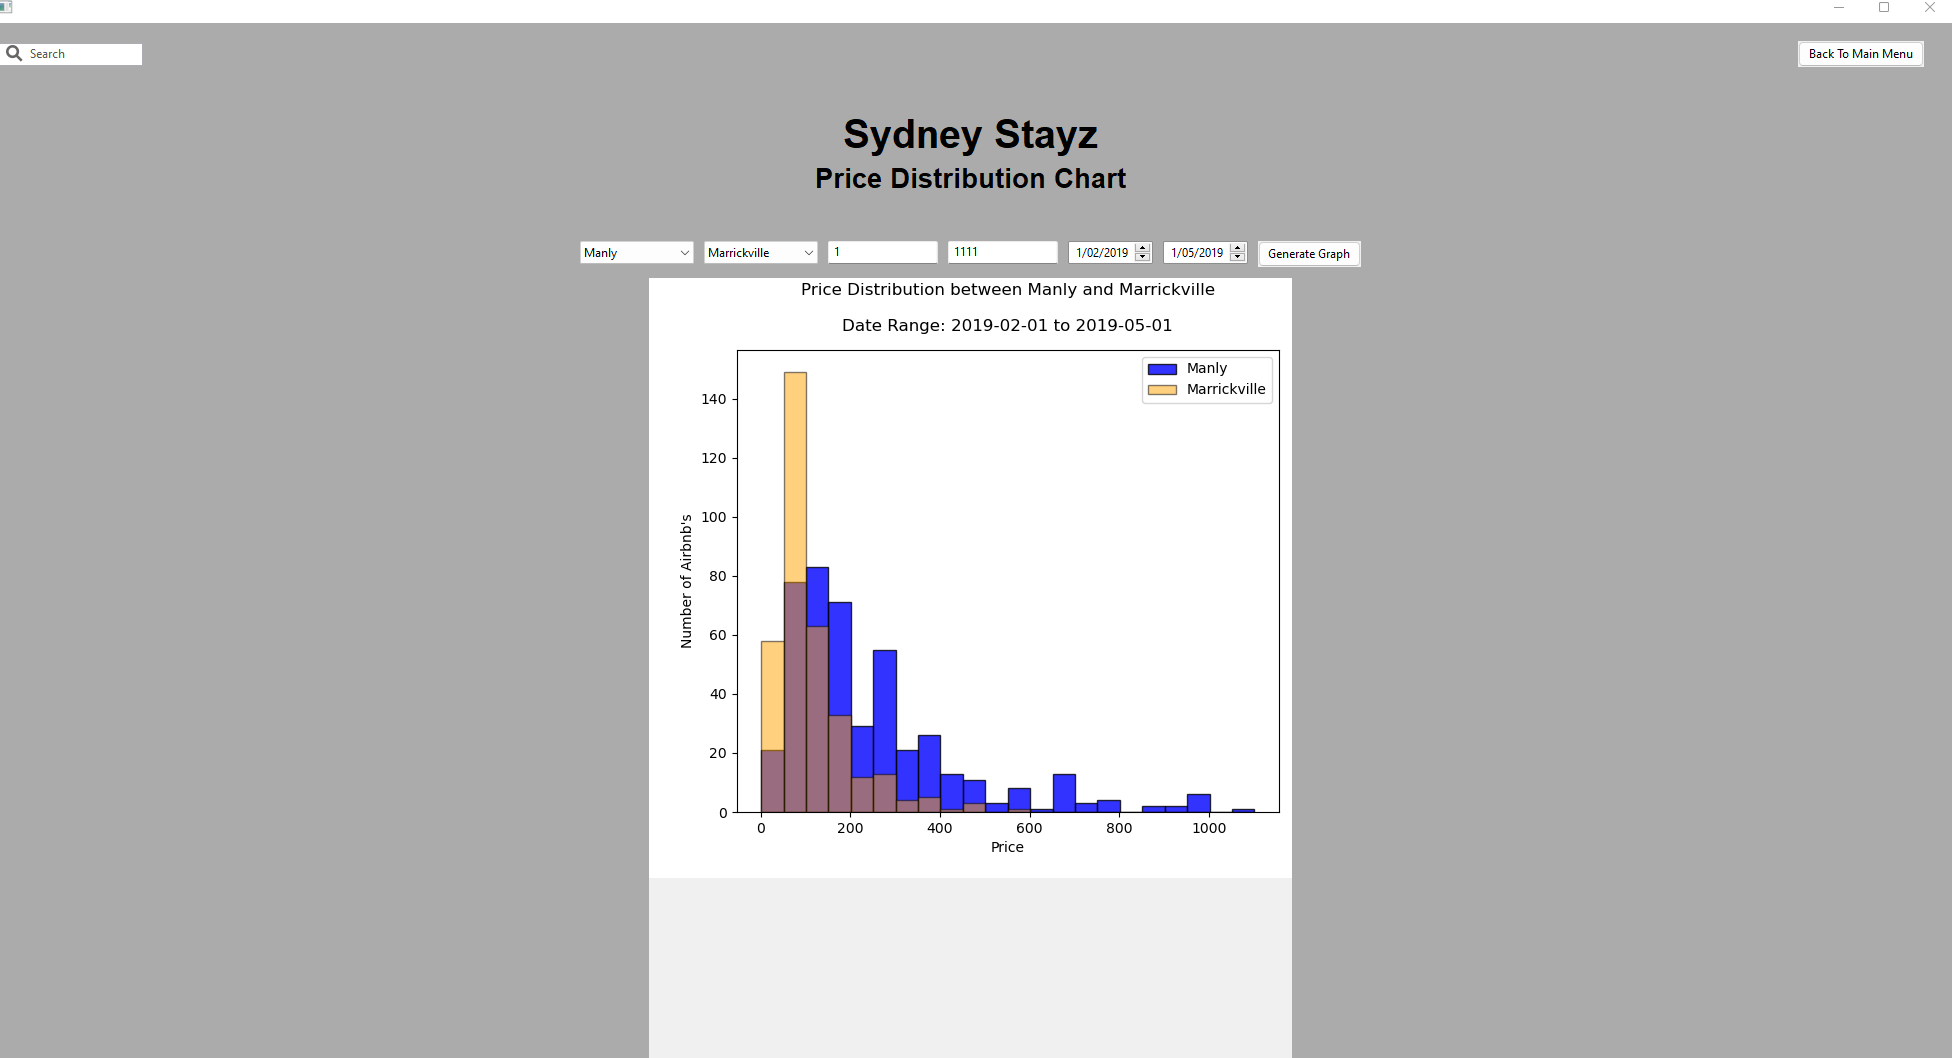 Search
Back To Main Menu
Sydney Stayz
Price Distribution Chart
Manly
Marrickville
1
1111
1/02/2019
1/05/2019
Generate Graph
Price Distribution between Manly and Marrickville
Date Range: 2019-02-01 to 2019-05-01
Manly
Marrickville
140
120
100
80
60
40
20
0
Number of Airbnb's
0 200 400 600 800 1000
Price